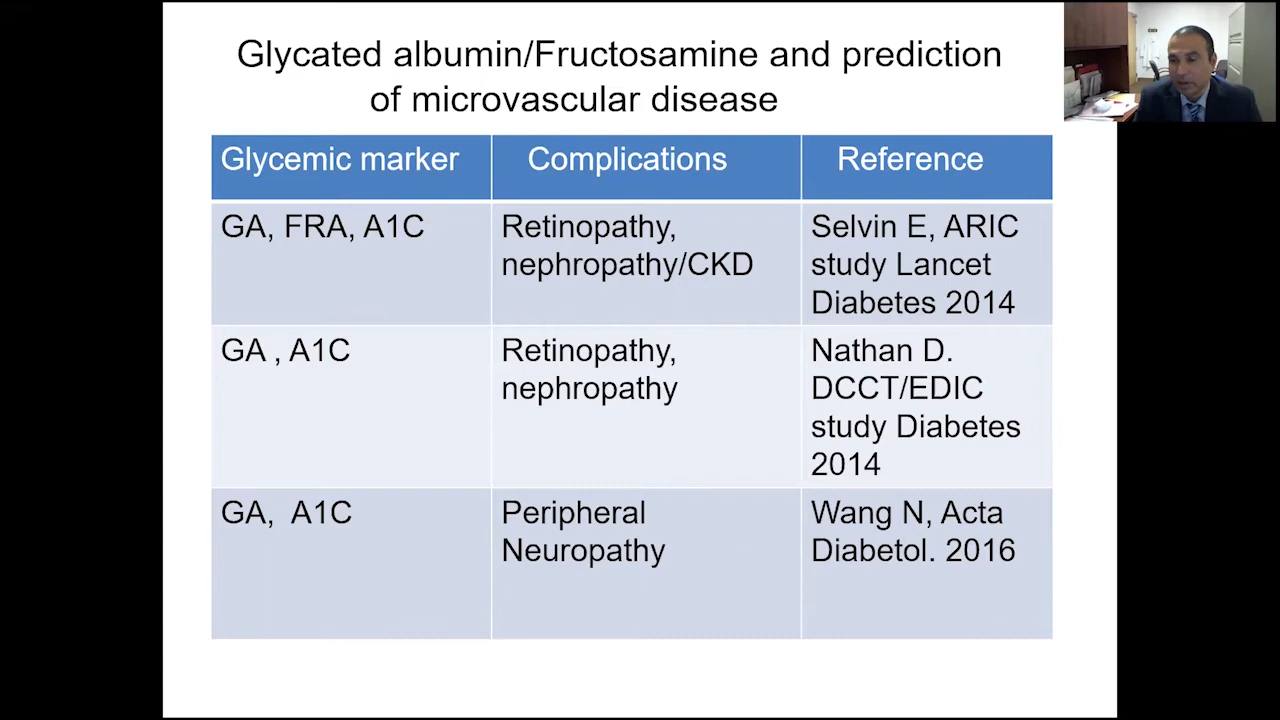 Glycated albumin/Fructosamine and prediction
of microvascular disease
Glycemic marker
Complications
Reference
GA, FRA, A1C
Retinopathy,
nephropathy/CKD
Selvin E, ARIC
study Lancet
Diabetes 2014
GA , A1C
Retinopathy,
nephropathy
Nathan D.
DCCT/EDIC
study Diabetes
2014
GA, A1C
Peripheral
Neuropathy
Wang N, Acta
Diabetol. 2016